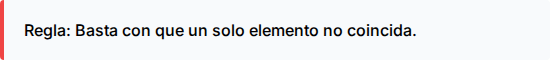 Regla: Basta con que un solo elemento no coincida.